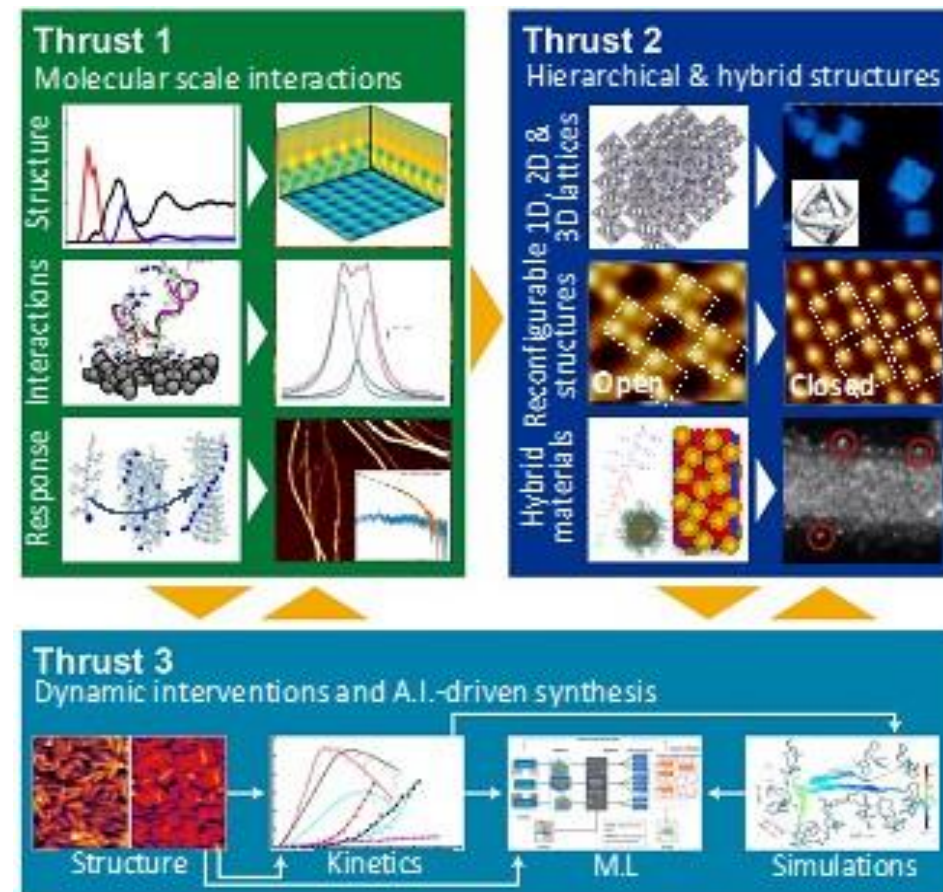 Thrust 1
Molecular scale interactions
Structure
Interactions
Response
Thrust 2
Hierarchical & hybrid structures
1D, 2D &
3D lattices
Reconfigurable
structures
Open
Closed
Hybrid
materials
Thrust 3
Dynamic interventions and A.I.-driven synthesis
Structure
Kinetics
M.L
Simulations